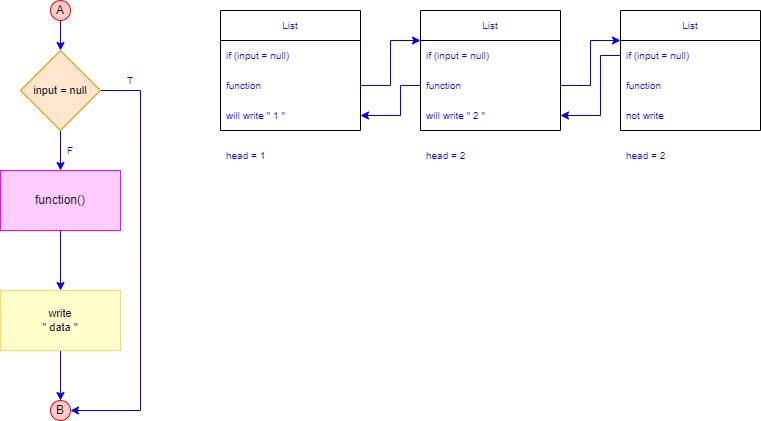 A
input = null
T
F
function()
write
" data "
B
List
if (input = null)
function
will write " 1 "
head = 1
List
if (input = null)
function
will write " 2 "
head = 2
List
if (input = null)
function
not write
head = 2